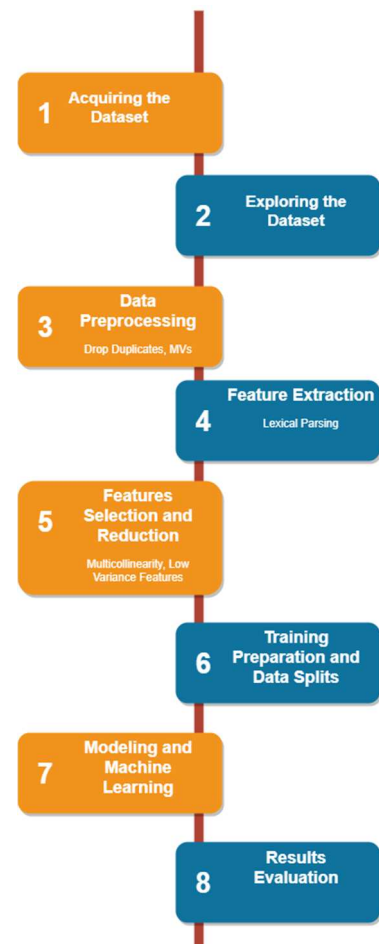 1
Acquiring the
Dataset
2
Exploring the
Dataset
3
Data
Preprocessing
Drop Duplicates, MVs
4
Feature Extraction
Lexical Parsing
5
Features
Selection and
Reduction
Multicollinearity, Low
Variance Features
6
Training
Preparation and
Data Splits
7
Modeling and
Machine
Learning
8
Results
Evaluation